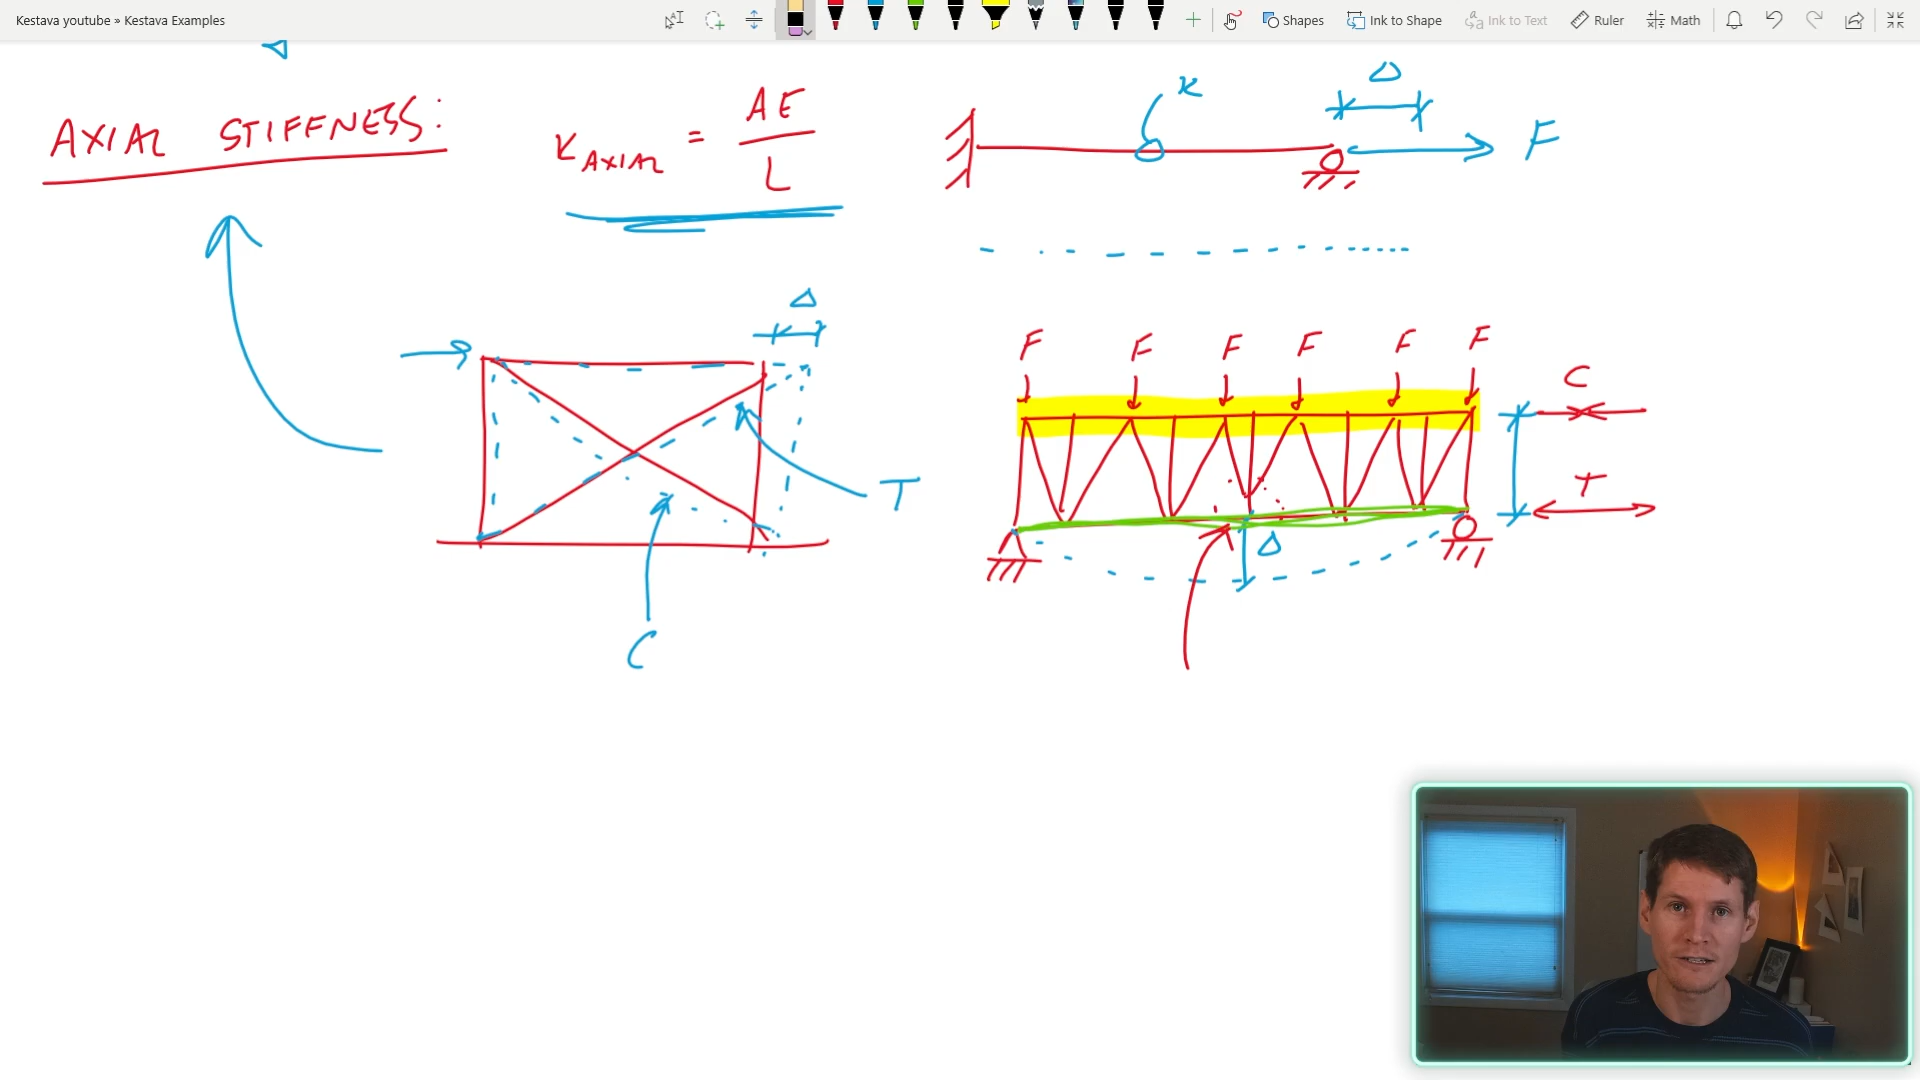 Kestava youtube » Kestava Examples
Shapes
Ink to Shape
Ink to Text
Ruler
Math
AXIAL STIFFNESS:
K AXIAL = AE / L
K
Δ
F
Δ
T
C
F F F F F F
C
T
Δ